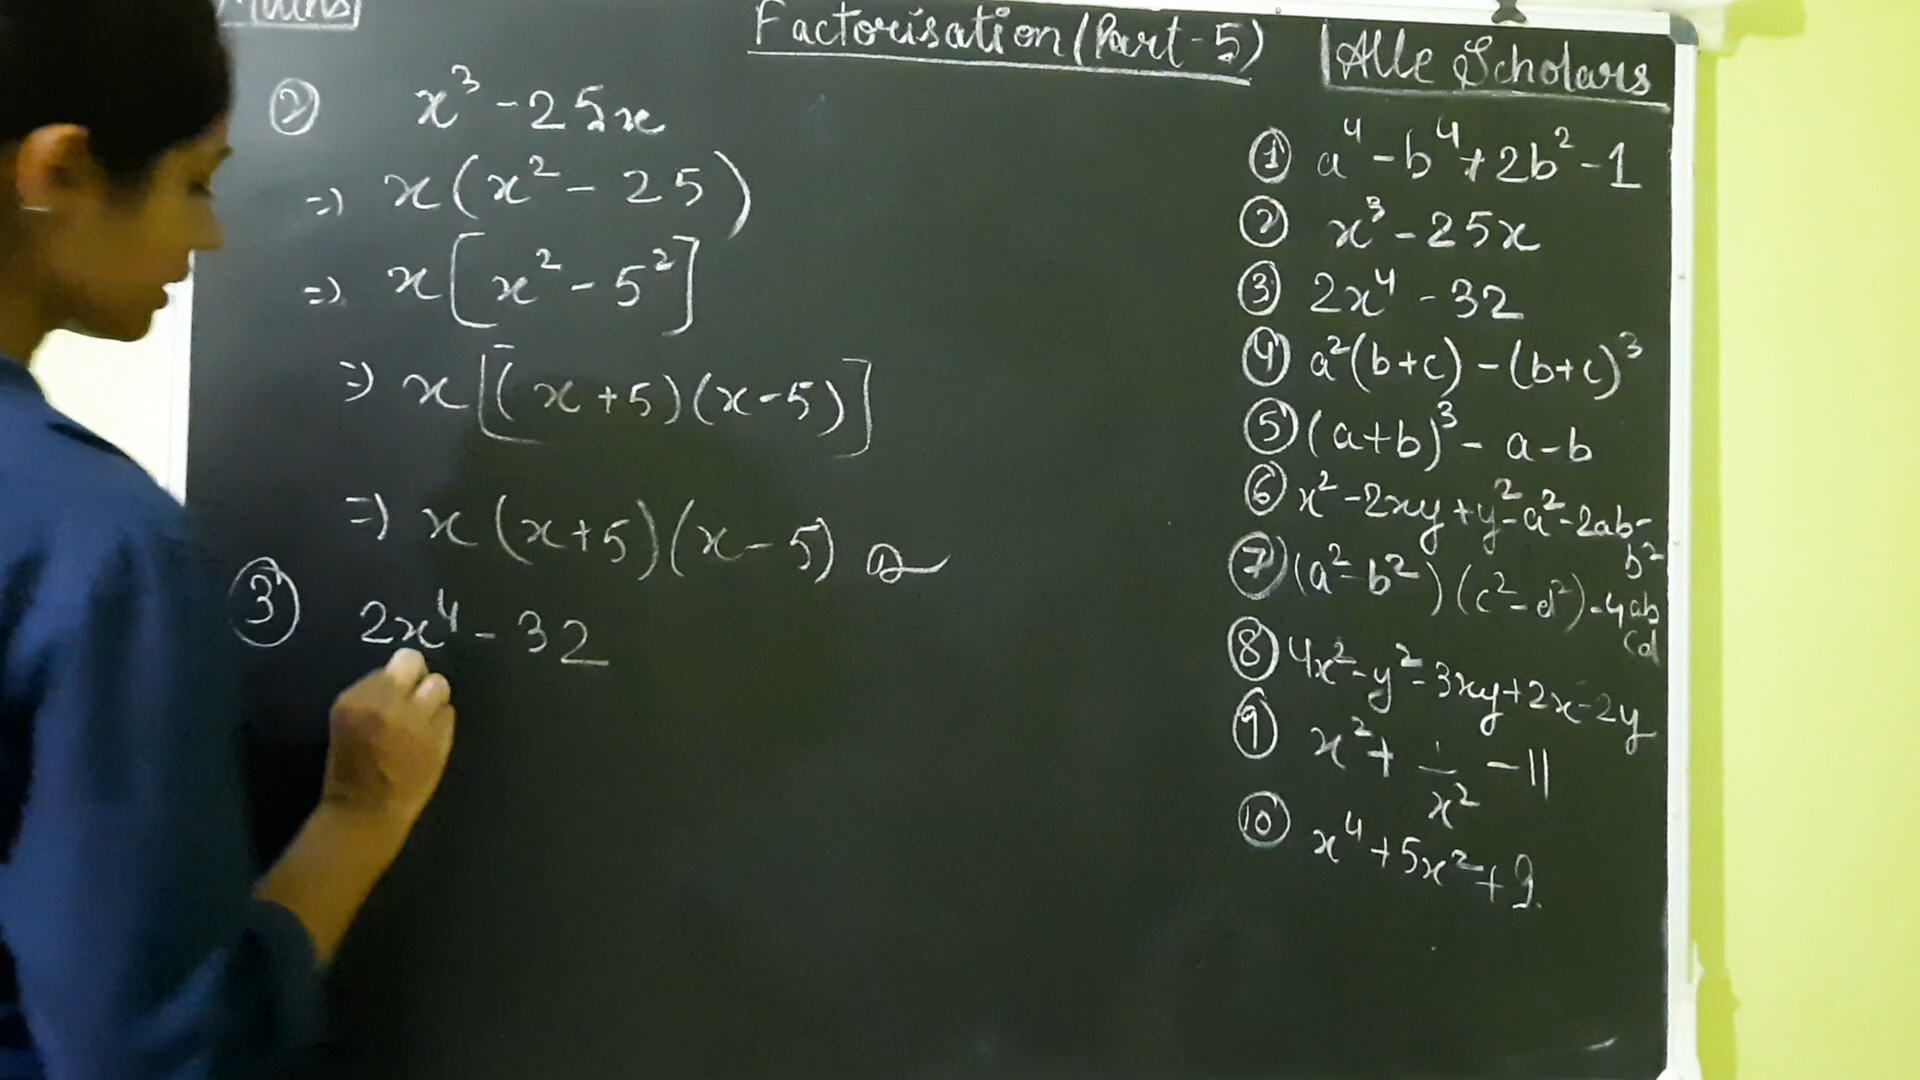 Maths
Factorisation (Part-5)
Alle Scholars
② x³ - 25x
⇒ x(x² - 25)
⇒ x[x² - 5²]
⇒ x[(x+5)(x-5)]
⇒ x(x+5)(x-5)
③ 2x⁴ - 32
① a⁴ - b⁴ + 2b² - 1
② x³ - 25x
③ 2x⁴ - 32
④ a²(b+c) - (b+c)³
⑤ (a+b)³ - a - b
⑥ x² - 2xy + y² - a² - 2ab -
b²
⑦ (a² - b²)(c² - d²) - 4ab
cd
⑧ 4x² - y² - 3xy + 2x - 2y
⑨ x² + 1/x² - 11
⑩ x⁴ + 5x² + 9